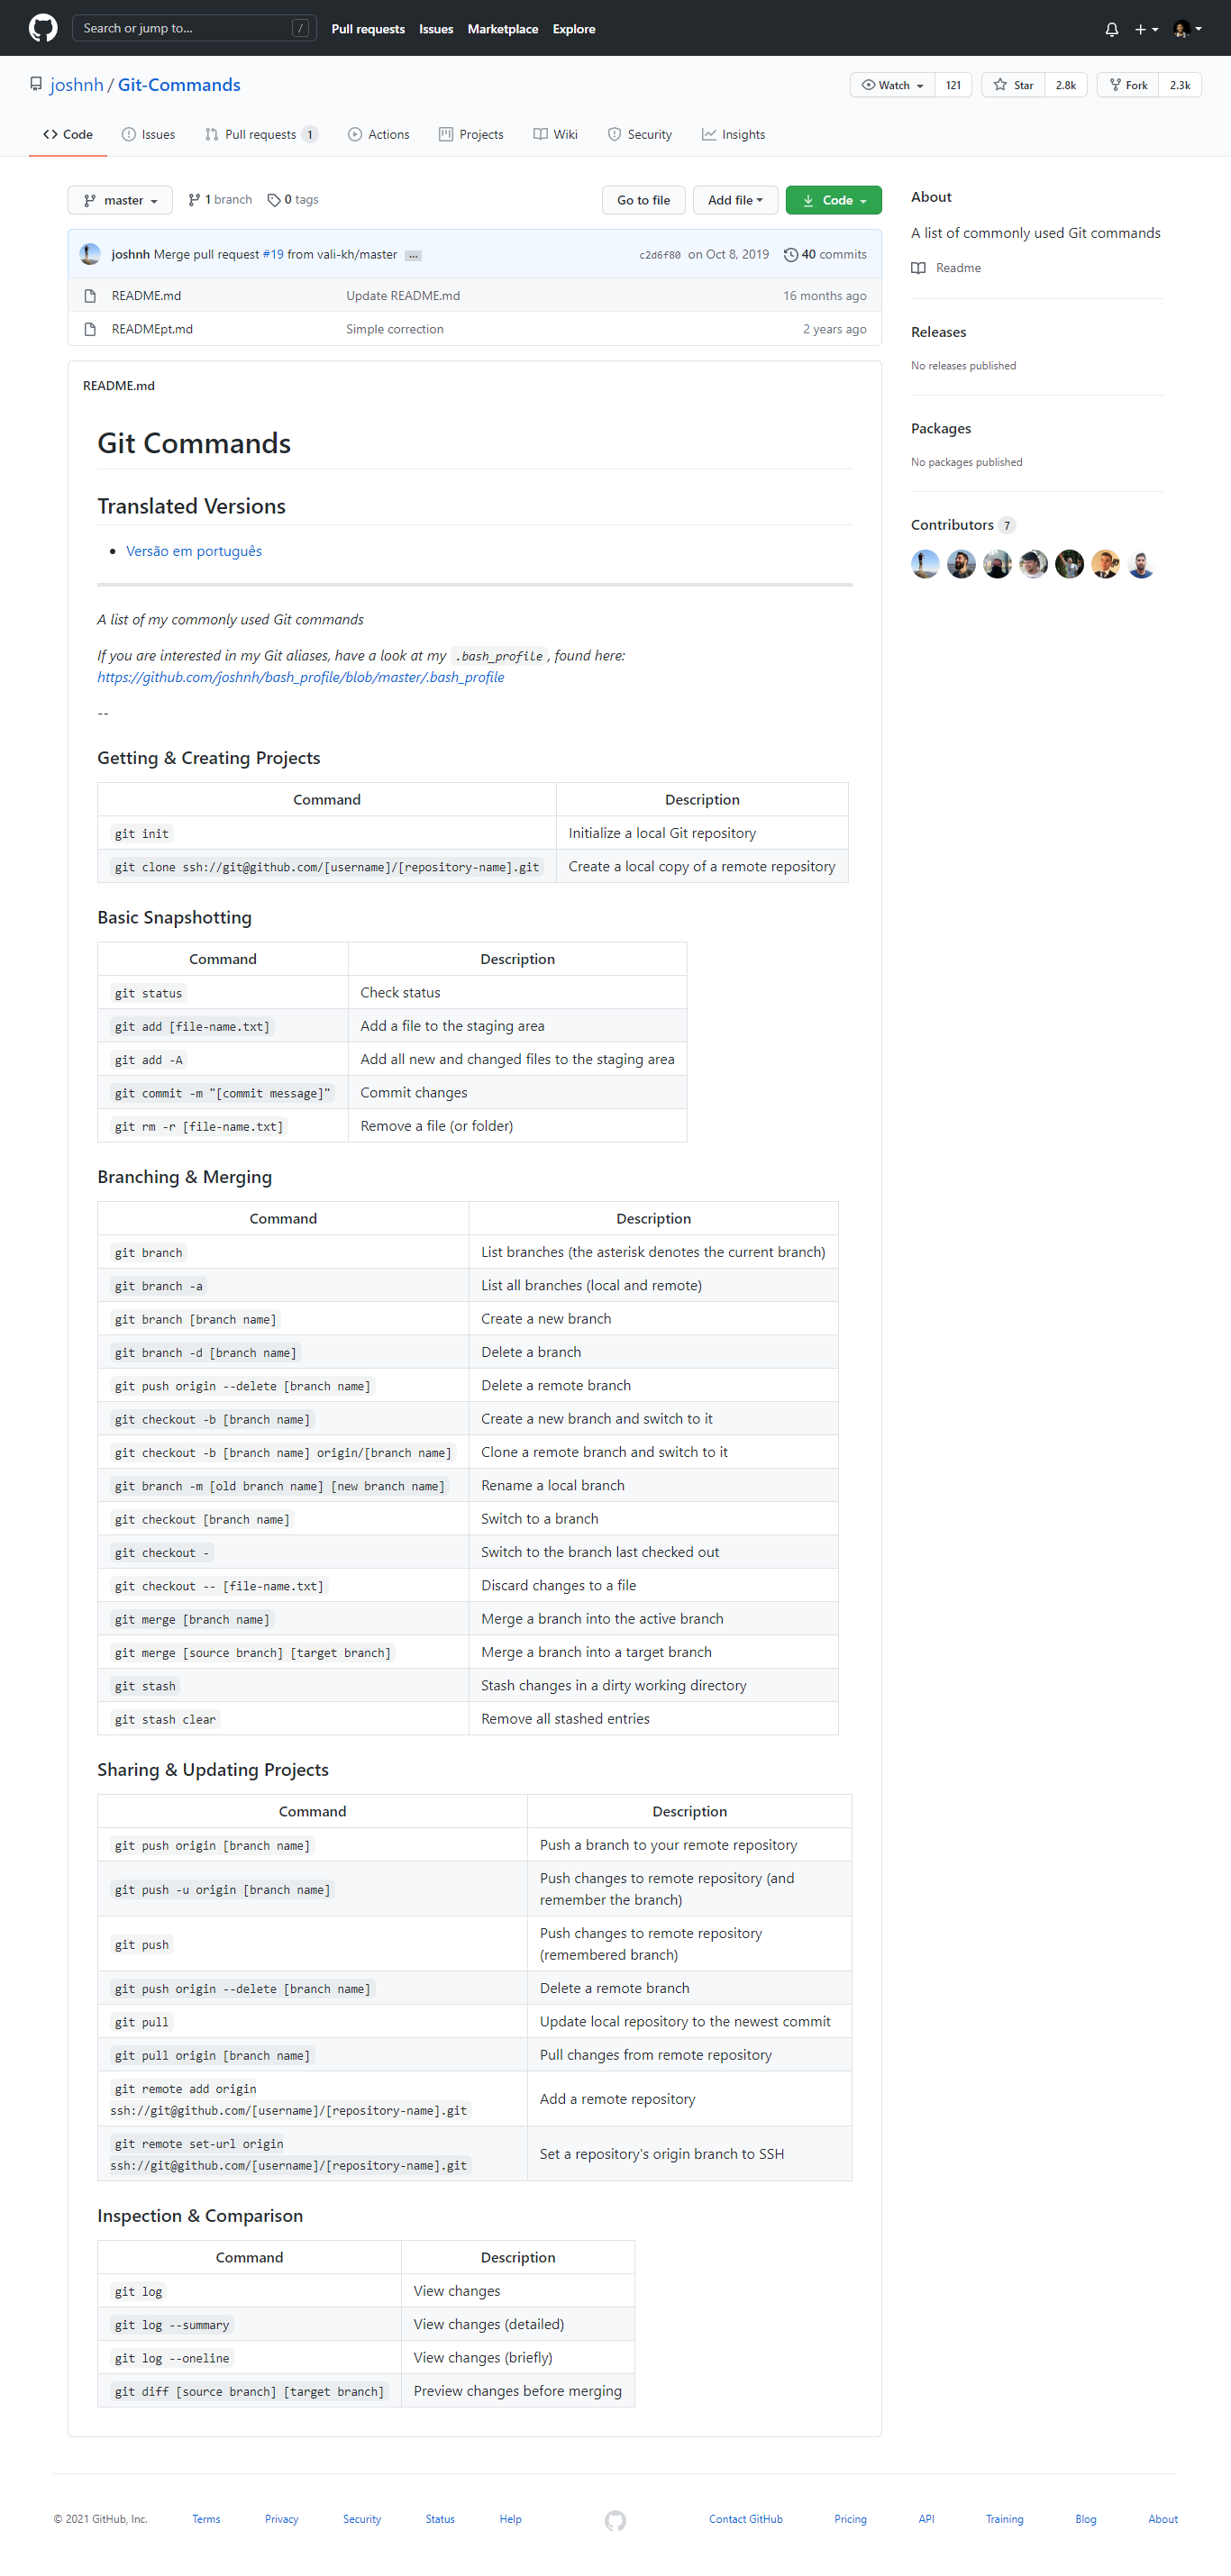 Search or jump to... /
Pull requests Issues Marketplace Explore
joshnh / Git-Commands
Watch 121 Star 2.8k Fork 2.3k
Code Issues Pull requests 1 Actions Projects Wiki Security Insights
master 1 branch 0 tags Go to file Add file Code
joshnh Merge pull request #19 from vali-kh/master ... c2d6f80 on Oct 8, 2019 40 commits
README.md Update README.md 16 months ago
READMEpt.md Simple correction 2 years ago
About
A list of commonly used Git commands
Readme
Releases
No releases published
Packages
No packages published
Contributors 7
README.md
Git Commands
Translated Versions
• Versão em português
A list of my commonly used Git commands
If you are interested in my Git aliases, have a look at my .bash_profile , found here:
https://github.com/joshnh/bash_profile/blob/master/.bash_profile
--
Getting & Creating Projects
Command Description
git init Initialize a local Git repository
git clone ssh://git@github.com/[username]/[repository-name].git Create a local copy of a remote repository
Basic Snapshotting
Command Description
git status Check status
git add [file-name.txt] Add a file to the staging area
git add -A Add all new and changed files to the staging area
git commit -m "[commit message]" Commit changes
git rm -r [file-name.txt] Remove a file (or folder)
Branching & Merging
Command Description
git branch List branches (the asterisk denotes the current branch)
git branch -a List all branches (local and remote)
git branch [branch name] Create a new branch
git branch -d [branch name] Delete a branch
git push origin --delete [branch name] Delete a remote branch
git checkout -b [branch name] Create a new branch and switch to it
git checkout -b [branch name] origin/[branch name] Clone a remote branch and switch to it
git branch -m [old branch name] [new branch name] Rename a local branch
git checkout [branch name] Switch to a branch
git checkout - Switch to the branch last checked out
git checkout -- [file-name.txt] Discard changes to a file
git merge [branch name] Merge a branch into the active branch
git merge [source branch] [target branch] Merge a branch into a target branch
git stash Stash changes in a dirty working directory
git stash clear Remove all stashed entries
Sharing & Updating Projects
Command Description
git push origin [branch name] Push a branch to your remote repository
git push -u origin [branch name] Push changes to remote repository (and
remember the branch)
git push Push changes to remote repository
(remembered branch)
git push origin --delete [branch name] Delete a remote branch
git pull Update local repository to the newest commit
git pull origin [branch name] Pull changes from remote repository
git remote add origin
ssh://git@github.com/[username]/[repository-name].git Add a remote repository
git remote set-url origin
ssh://git@github.com/[username]/[repository-name].git Set a repository's origin branch to SSH
Inspection & Comparison
Command Description
git log View changes
git log --summary View changes (detailed)
git log --oneline View changes (briefly)
git diff [source branch] [target branch] Preview changes before merging
© 2021 GitHub, Inc. Terms Privacy Security Status Help Contact GitHub Pricing API Training Blog About